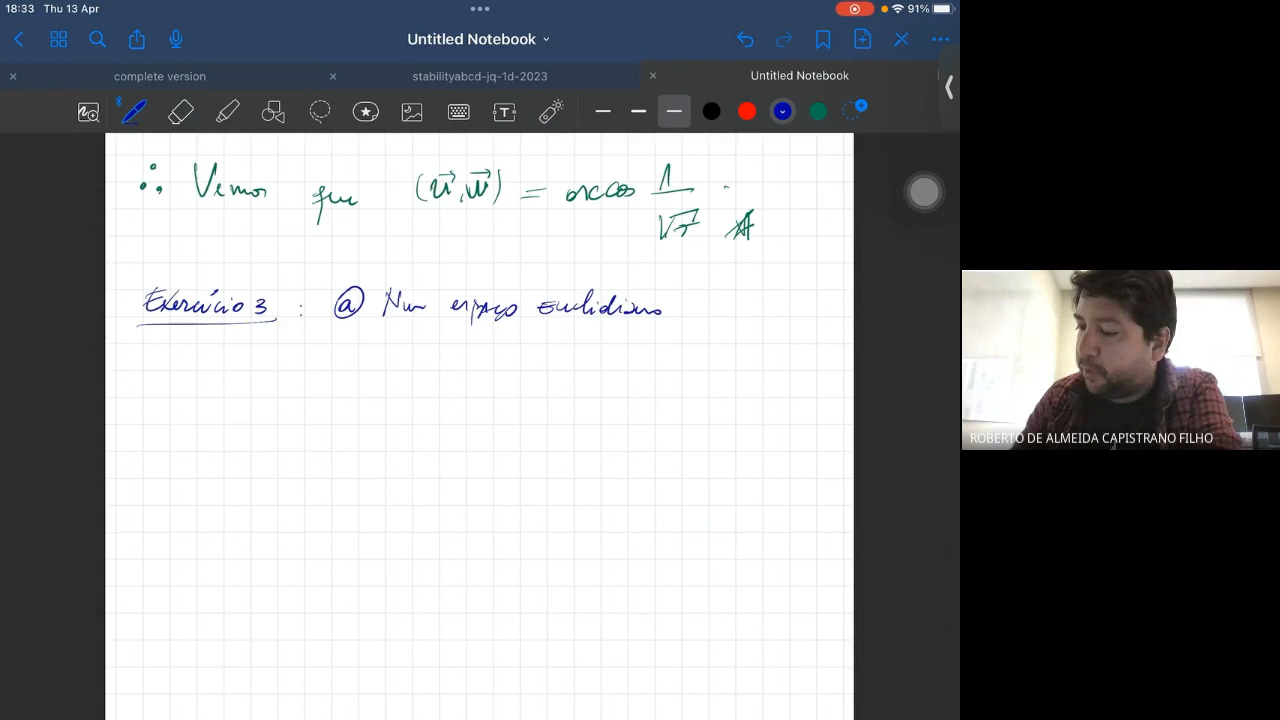 18:33 Thu 13 Apr
91%
Untitled Notebook
complete version
stabilityabcd-jq-1d-2023
Untitled Notebook
∴ Vemos que (u⃗, w⃗) = arccos 1/√7
Exercício 3 : ⓐ Num espaço Euclidiano
ROBERTO DE ALMEIDA CAPISTRANO FILHO